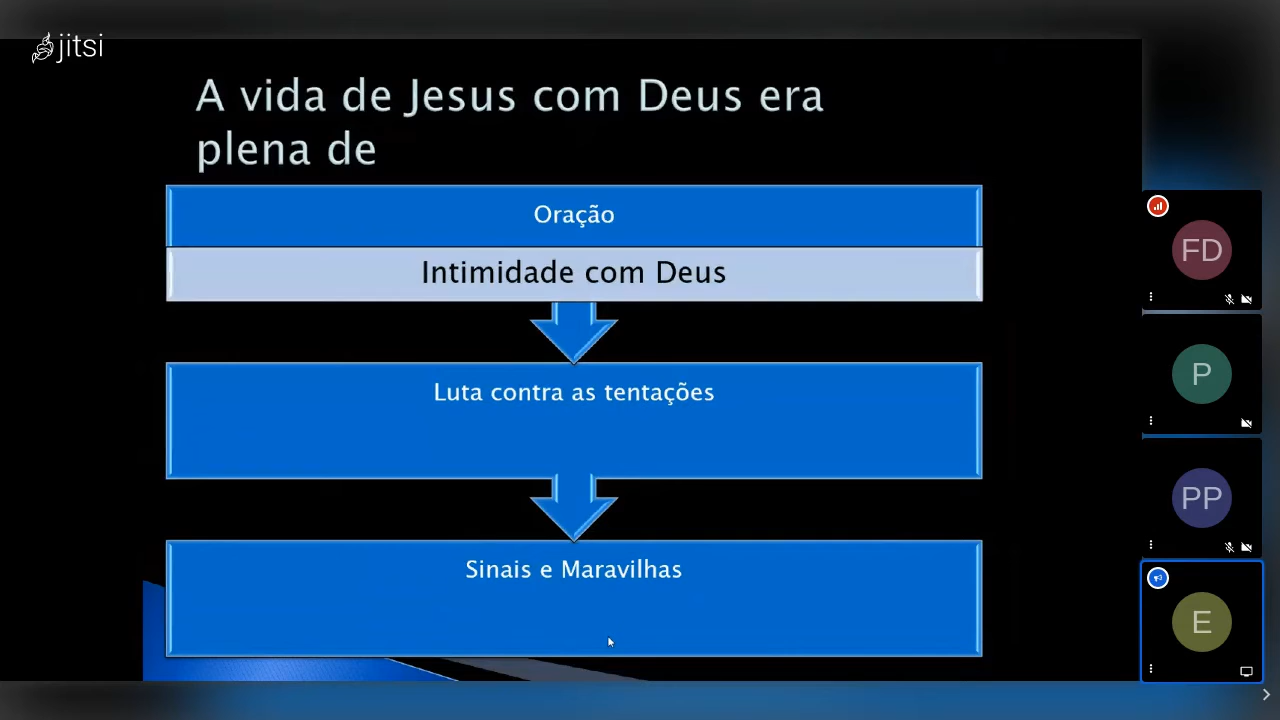 jitsi
A vida de Jesus com Deus era
plena de
Oração
Intimidade com Deus
Luta contra as tentações
Sinais e Maravilhas
FD
P
PP
E